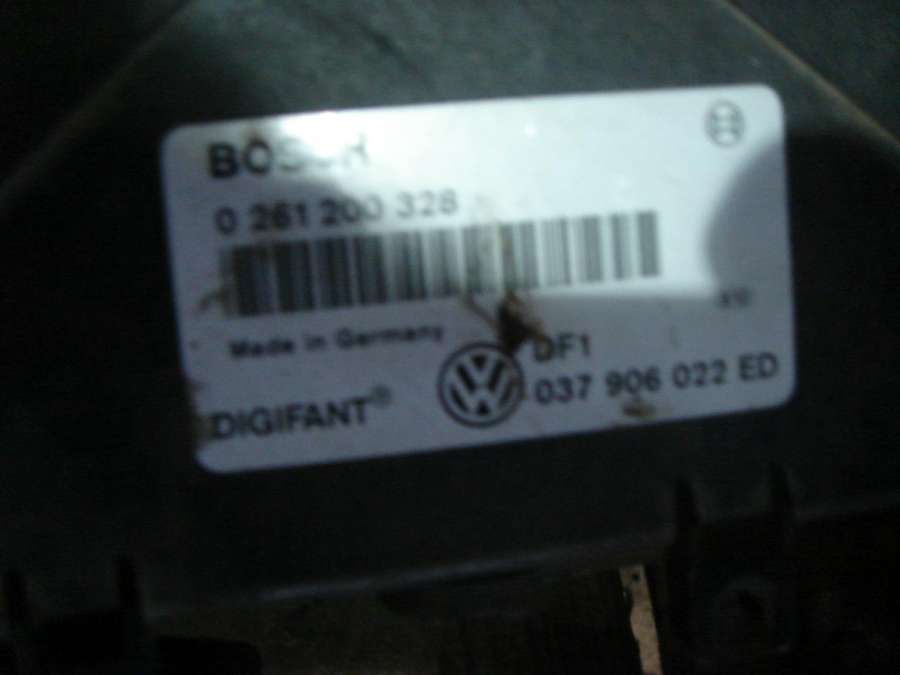 BOSCH
0 261 200 328
Made in Germany
DF1
037 906 022 ED
DIGIFANT®